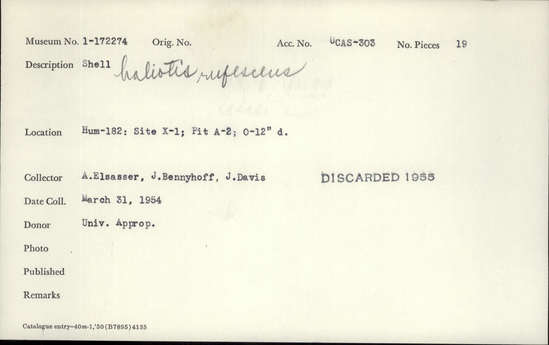 Museum No. 1-172274 Orig. No. Acc. No. UCAS-303 No. Pieces 19
Description Shell haliotis rufescens
Location Hum-182: Site X-1; Pit A-2; 0-12" d.
Collector A.Elsasser, J.Bennyhoff, J.Davis DISCARDED 1955
Date Coll. March 31, 1954
Donor Univ. Approp.
Photo
Published
Remarks
Catalogue entry—40m-1,'50(B7895)4135